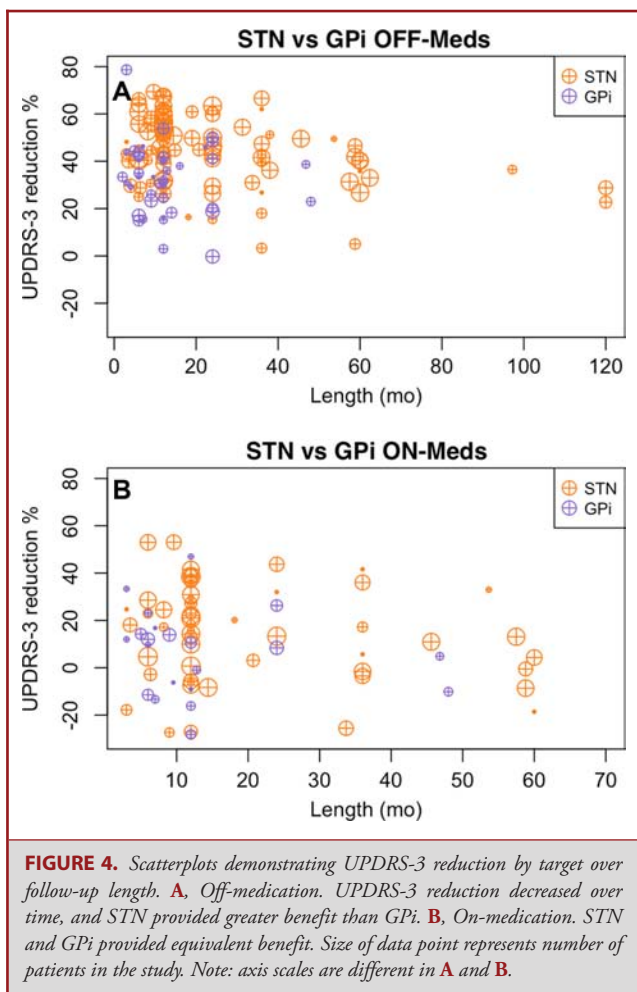 STN vs GPi OFF-Meds
A
STN
GPi
UPDRS-3 reduction %
80
60
40
20
0
-20
0 20 40 60 80 100 120
Length (mo)
STN vs GPi ON-Meds
B
STN
GPi
UPDRS-3 reduction %
80
60
40
20
0
-20
10 20 30 40 50 60 70
Length (mo)
FIGURE 4. Scatterplots demonstrating UPDRS-3 reduction by target over
follow-up length. A, Off-medication. UPDRS-3 reduction decreased over
time, and STN provided greater benefit than GPi. B, On-medication. STN
and GPi provided equivalent benefit. Size of data point represents number of
patients in the study. Note: axis scales are different in A and B.